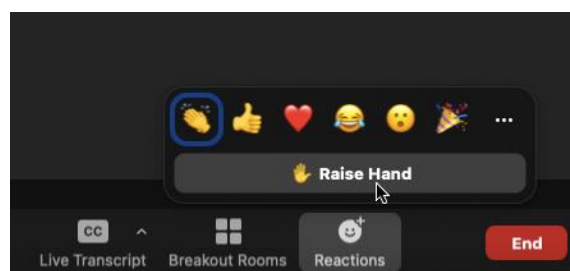 Raise Hand
CC
Live Transcript
Breakout Rooms
Reactions
End